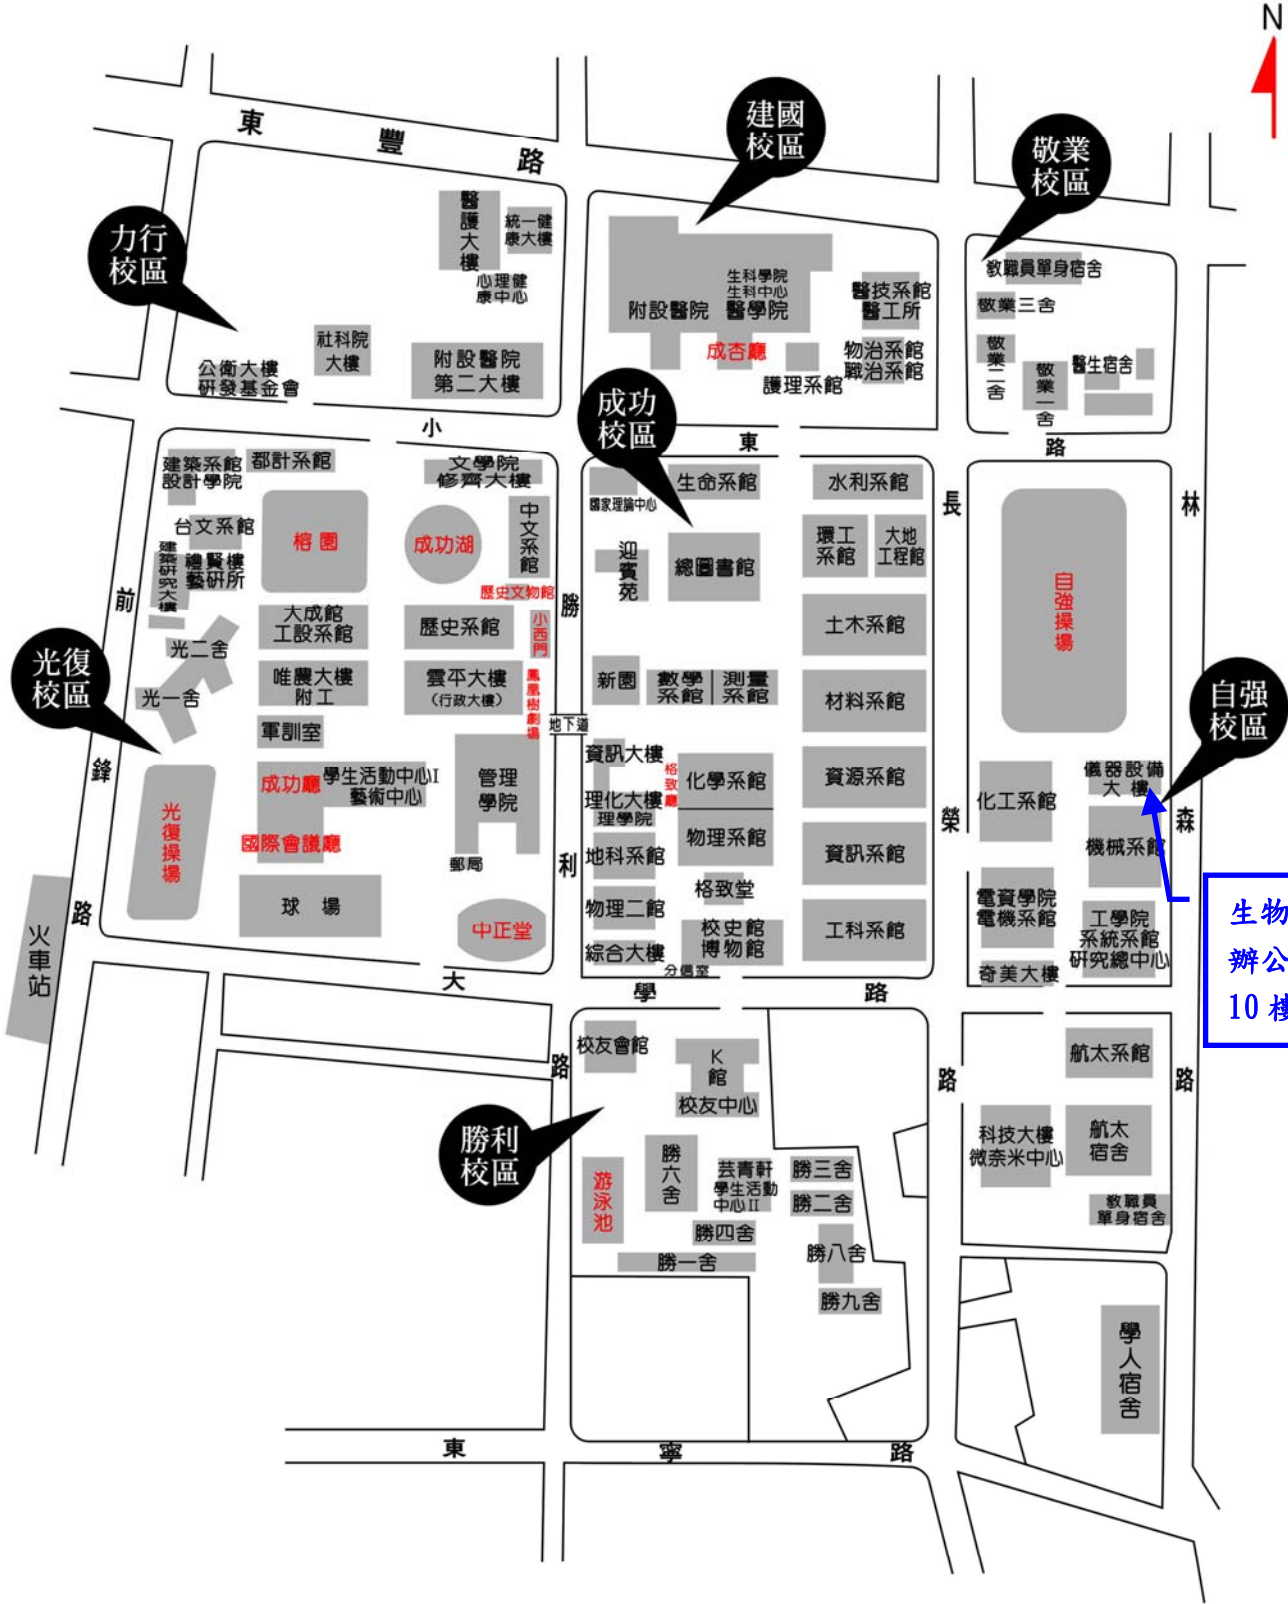 N
東豐路
建國
校區
敬業
校區
力行
校區
醫護大樓
統一健
康大樓
心理健
康中心
社科院
大樓
公衛大樓
研發基金會
附設醫院
第二大樓
附設醫院
生科學院
生科中心
醫學院
成杏廳
護理系館
醫技系館
醫工所
物治系館
職治系館
教職員單身宿舍
敬業三舍
敬業二舍
敬業一舍
醫生宿舍
小東路
成功
校區
建築系館
設計學院
都計系館
文學院
修齊大樓
台文系館
榕園
成功湖
中文系館
建築研究大樓
禮賢樓
藝研所
歷史文物館
大成館
工設系館
歷史系館
小西門
光二舍
光一舍
唯農大樓
附工
雲平大樓
(行政大樓)
鳳凰樹劇場
地下道
光復
校區
軍訓室
成功廳
學生活動中心I
藝術中心
管理
學院
國際會議廳
光復操場
郵局
球場
中正堂
火車站
前鋒路
勝利路
國家理論中心
生命系館
水利系館
迎賓苑
總圖書館
環工
系館
大地
工程館
土木系館
新園
數學
系館
測量
系館
材料系館
資訊大樓
格致廳
化學系館
資源系館
理化大樓
理學院
物理系館
地科系館
資訊系館
格致堂
物理二館
校史館
博物館
工科系館
綜合大樓
長榮路
林森路
自強操場
自强
校區
儀器設備
大樓
化工系館
機械系館
電資學院
電機系館
工學院
系統系館
研究總中心
奇美大樓
生物
辦公
10 樓
大學路
校友會館
K
館
校友中心
勝利
校區
游泳池
勝六舍
芸青軒
學生活動
中心II
勝三舍
勝二舍
勝四舍
勝一舍
勝八舍
勝九舍
航太系館
科技大樓
微奈米中心
航太
宿舍
教職員
單身宿舍
學人宿舍
東寧路